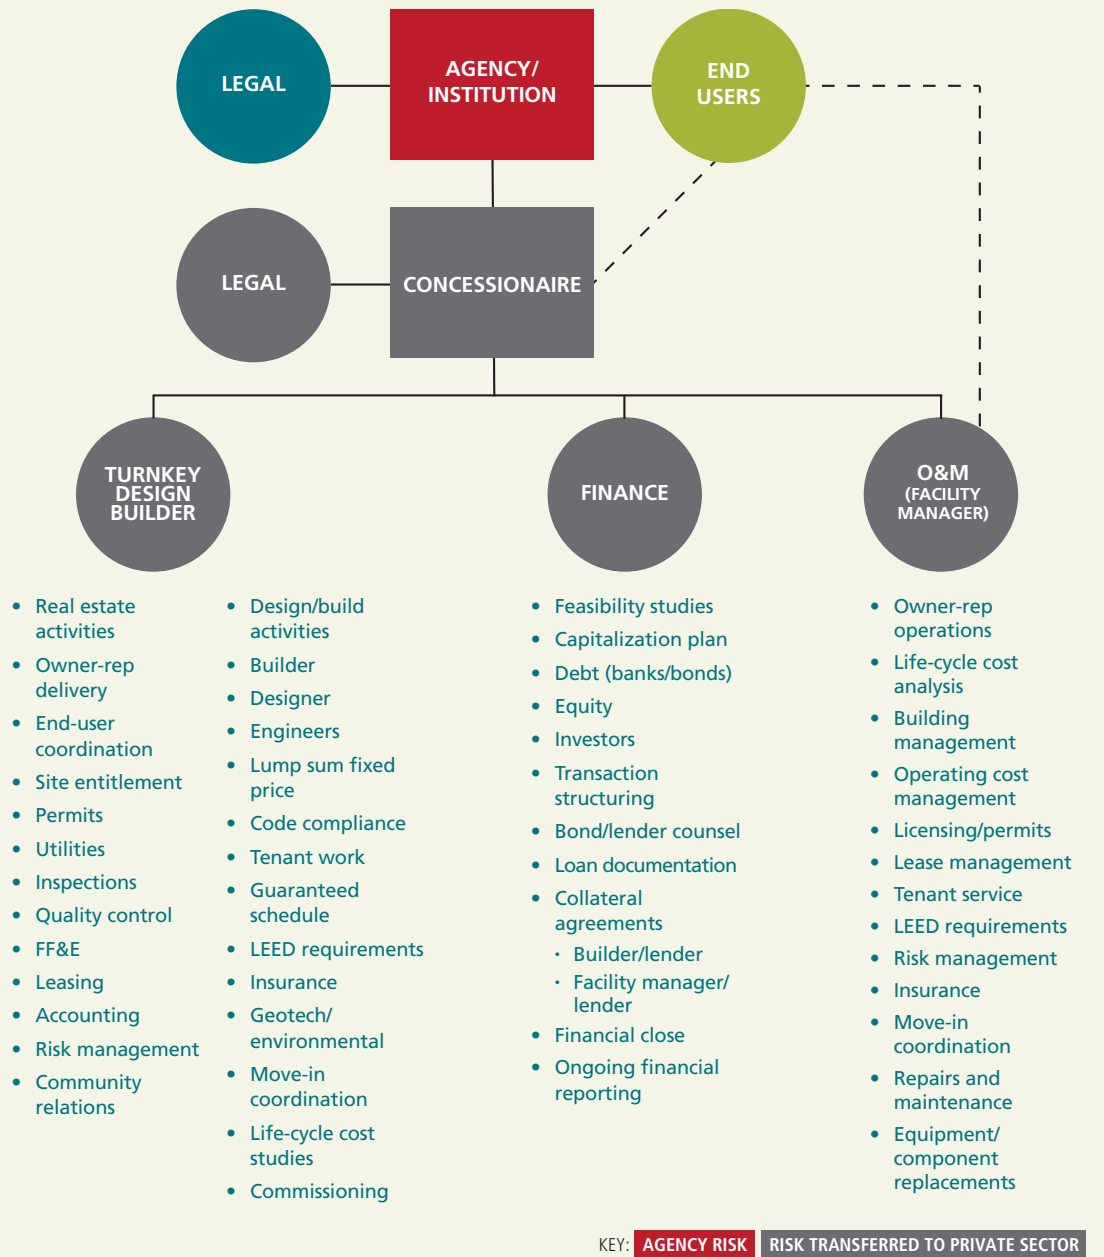 LEGAL
AGENCY/
INSTITUTION
END
USERS
LEGAL
CONCESSIONAIRE
TURNKEY
DESIGN
BUILDER
FINANCE
O&M
(FACILITY
MANAGER)
• Real estate
activities
• Owner-rep
delivery
• End-user
coordination
• Site entitlement
• Permits
• Utilities
• Inspections
• Quality control
• FF&E
• Leasing
• Accounting
• Risk management
• Community
relations
• Design/build
activities
• Builder
• Designer
• Engineers
• Lump sum fixed
price
• Code compliance
• Tenant work
• Guaranteed
schedule
• LEED requirements
• Insurance
• Geotech/
environmental
• Move-in
coordination
• Life-cycle cost
studies
• Commissioning
• Feasibility studies
• Capitalization plan
• Debt (banks/bonds)
• Equity
• Investors
• Transaction
structuring
• Bond/lender counsel
• Loan documentation
• Collateral
agreements
· Builder/lender
· Facility manager/
lender
• Financial close
• Ongoing financial
reporting
• Owner-rep
operations
• Life-cycle cost
analysis
• Building
management
• Operating cost
management
• Licensing/permits
• Lease management
• Tenant service
• LEED requirements
• Risk management
• Insurance
• Move-in
coordination
• Repairs and
maintenance
• Equipment/
component
replacements
KEY: AGENCY RISK RISK TRANSFERRED TO PRIVATE SECTOR